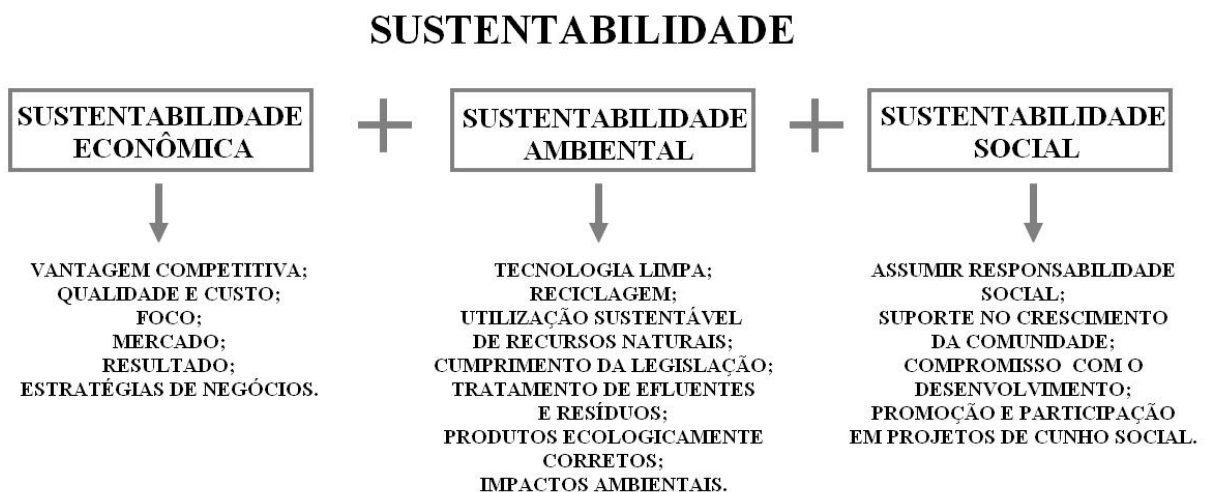 SUSTENTABILIDADE
SUSTENTABILIDADE
ECONÔMICA
SUSTENTABILIDADE
AMBIENTAL
SUSTENTABILIDADE
SOCIAL
VANTAGEM COMPETITIVA;
QUALIDADE E CUSTO;
FOCO;
MERCADO;
RESULTADO;
ESTRATÉGIAS DE NEGÓCIOS.
TECNOLOGIA LIMPA;
RECICLAGEM;
UTILIZAÇÃO SUSTENTÁVEL
DE RECURSOS NATURAIS;
CUMPRIMENTO DA LEGISLAÇÃO;
TRATAMENTO DE EFLUENTES
E RESÍDUOS;
PRODUTOS ECOLOGICAMENTE
CORRETOS;
IMPACTOS AMBIENTAIS.
ASSUMIR RESPONSABILIDADE
SOCIAL;
SUPORTE NO CRESCIMENTO
DA COMUNIDADE;
COMPROMISSO COM O
DESENVOLVIMENTO;
PROMOÇÃO E PARTICIPAÇÃO
EM PROJETOS DE CUNHO SOCIAL.